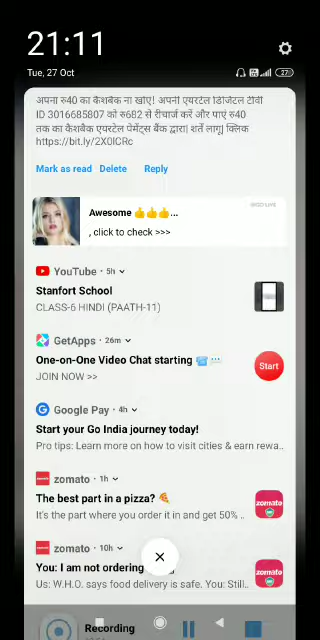 21:11
Tue, 27 Oct
27
अपना रु40 का कैशबैक ना खोएं! अपनी एयरटेल डिजिटल टीवी
ID 3016685807 को रु682 से रीचार्ज करें और पाएं रु40
तक का कैशबैक एयरटेल पेमेंट्स बैंक द्वारा| शर्तें लागू| क्लिक
https://bit.ly/2X0lCRc
Mark as read Delete Reply
BIGO LIVE
Awesome 👍👍👍...
, click to check >>>
YouTube · 5h
Stanfort School
CLASS-6 HINDI (PAATH-11)
GetApps · 26m
One-on-One Video Chat starting ☎️💬
JOIN NOW >>
Start
Google Pay · 4h
Start your Go India journey today!
Pro tips: Learn more on how to visit cities & earn rewa..
zomato · 1h
The best part in a pizza? 🍕
It's the part where you order it in and get 50% ..
zomato
zomato · 10h
You: I am not ordering
Us: W.H.O. says food delivery is safe. You: Still..
zomato
Recording